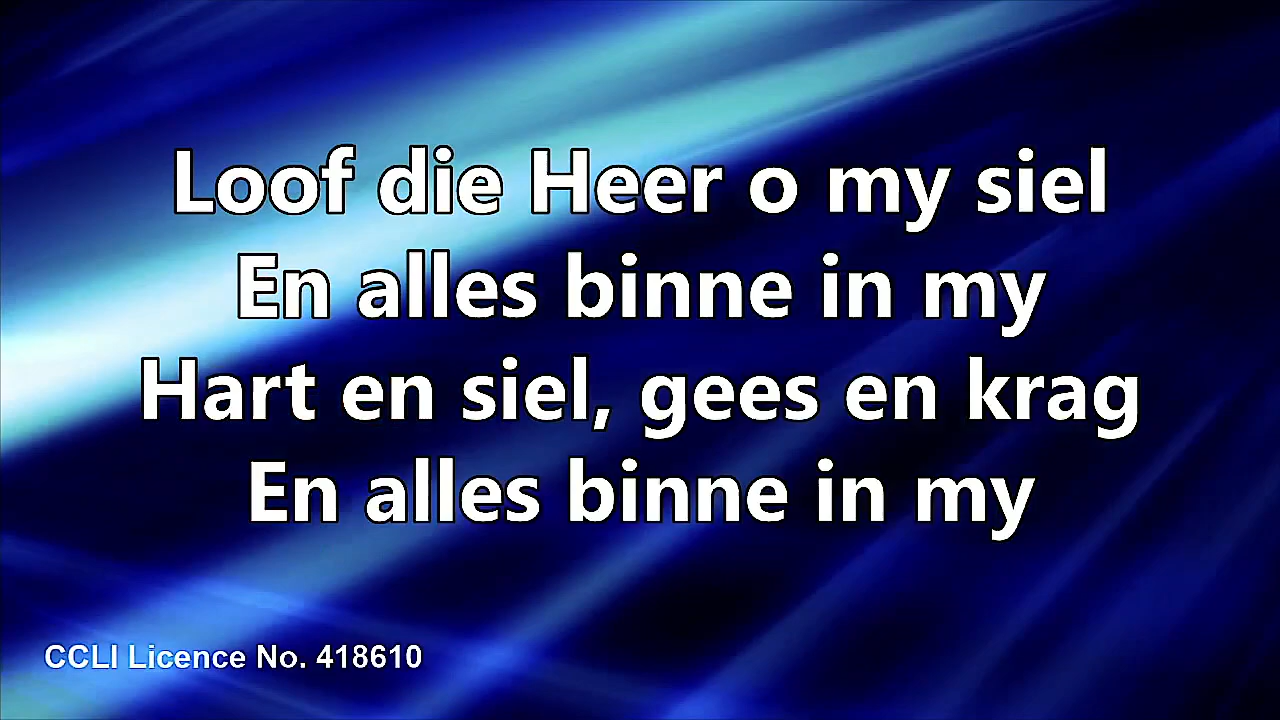 Loof die Heer o my siel
En alles binne in my
Hart en siel, gees en krag
En alles binne in my
CCLI Licence No. 418610